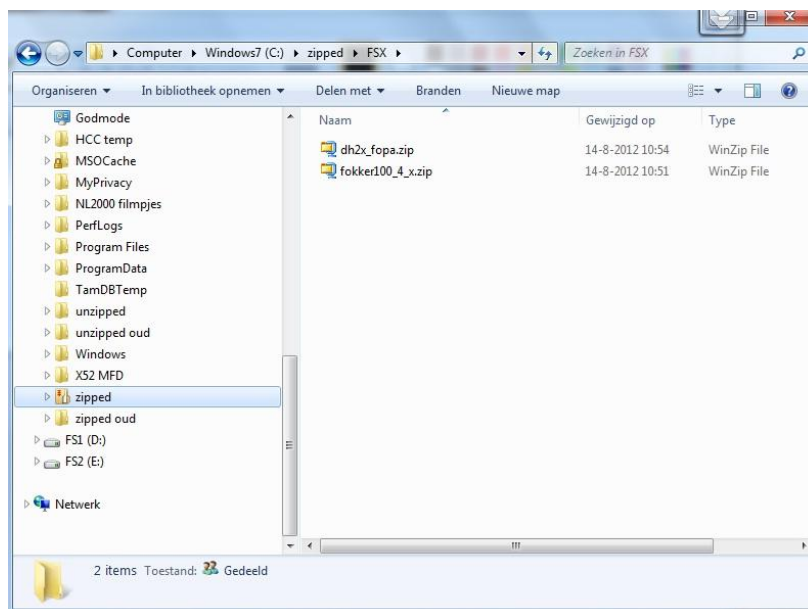 Computer ▸ Windows7 (C:) ▸ zipped ▸ FSX ▸
Zoeken in FSX
Organiseren In bibliotheek opnemen Delen met Branden Nieuwe map
Naam Gewijzigd op Type
dh2x_fopa.zip 14-8-2012 10:54 WinZip File
fokker100_4_x.zip 14-8-2012 10:51 WinZip File
Godmode
HCC temp
MSOCache
MyPrivacy
NL2000 filmpjes
PerfLogs
Program Files
ProgramData
TamDBTemp
unzipped
unzipped oud
Windows
X52 MFD
zipped
zipped oud
FS1 (D:)
FS2 (E:)
Netwerk
2 items Toestand: Gedeeld